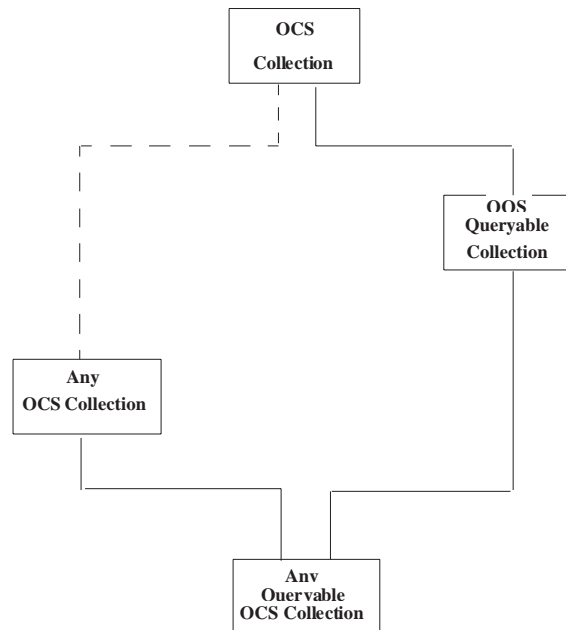 OCS
Collection
OOS
Queryable
Collection
Any
OCS Collection
Anv
Ouervable
OCS Collection